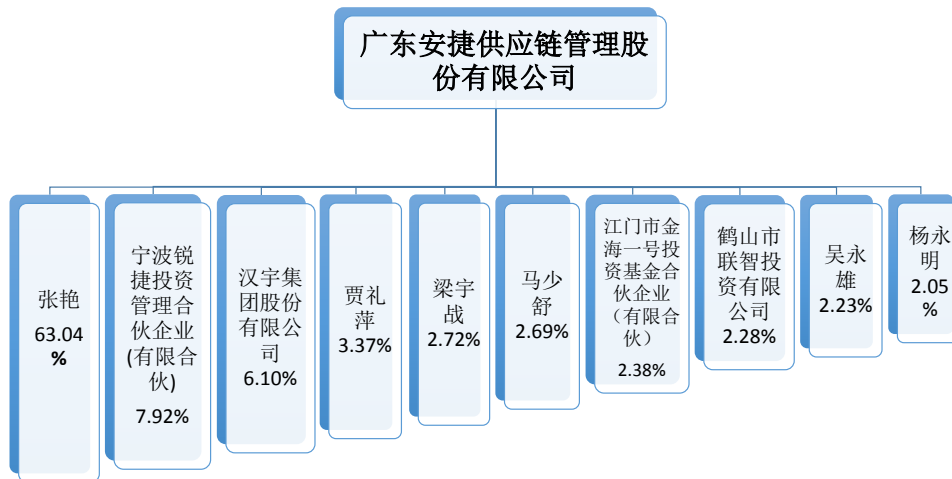 广东安捷供应链管理股
份有限公司
张艳
63.04
%
宁波锐
捷投资
管理合
伙企业
(有限合
伙)
7.92%
汉宇集
团股份
有限公
司
6.10%
贾礼
萍
3.37%
梁宇
战
2.72%
马少
舒
2.69%
江门市金
海一号投
资基金合
伙企业
（有限合
伙）
2.38%
鹤山市
联智投
资有限
公司
2.28%
吴永
雄
2.23%
杨永
明
2.05
%